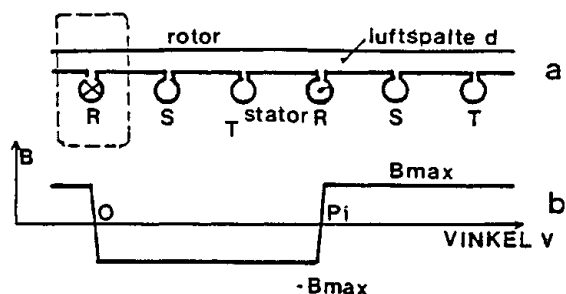 rotor
luftspalte d
a
R S T stator R S T
B
Bmax
O
Pi
b
VINKEL V
-Bmax